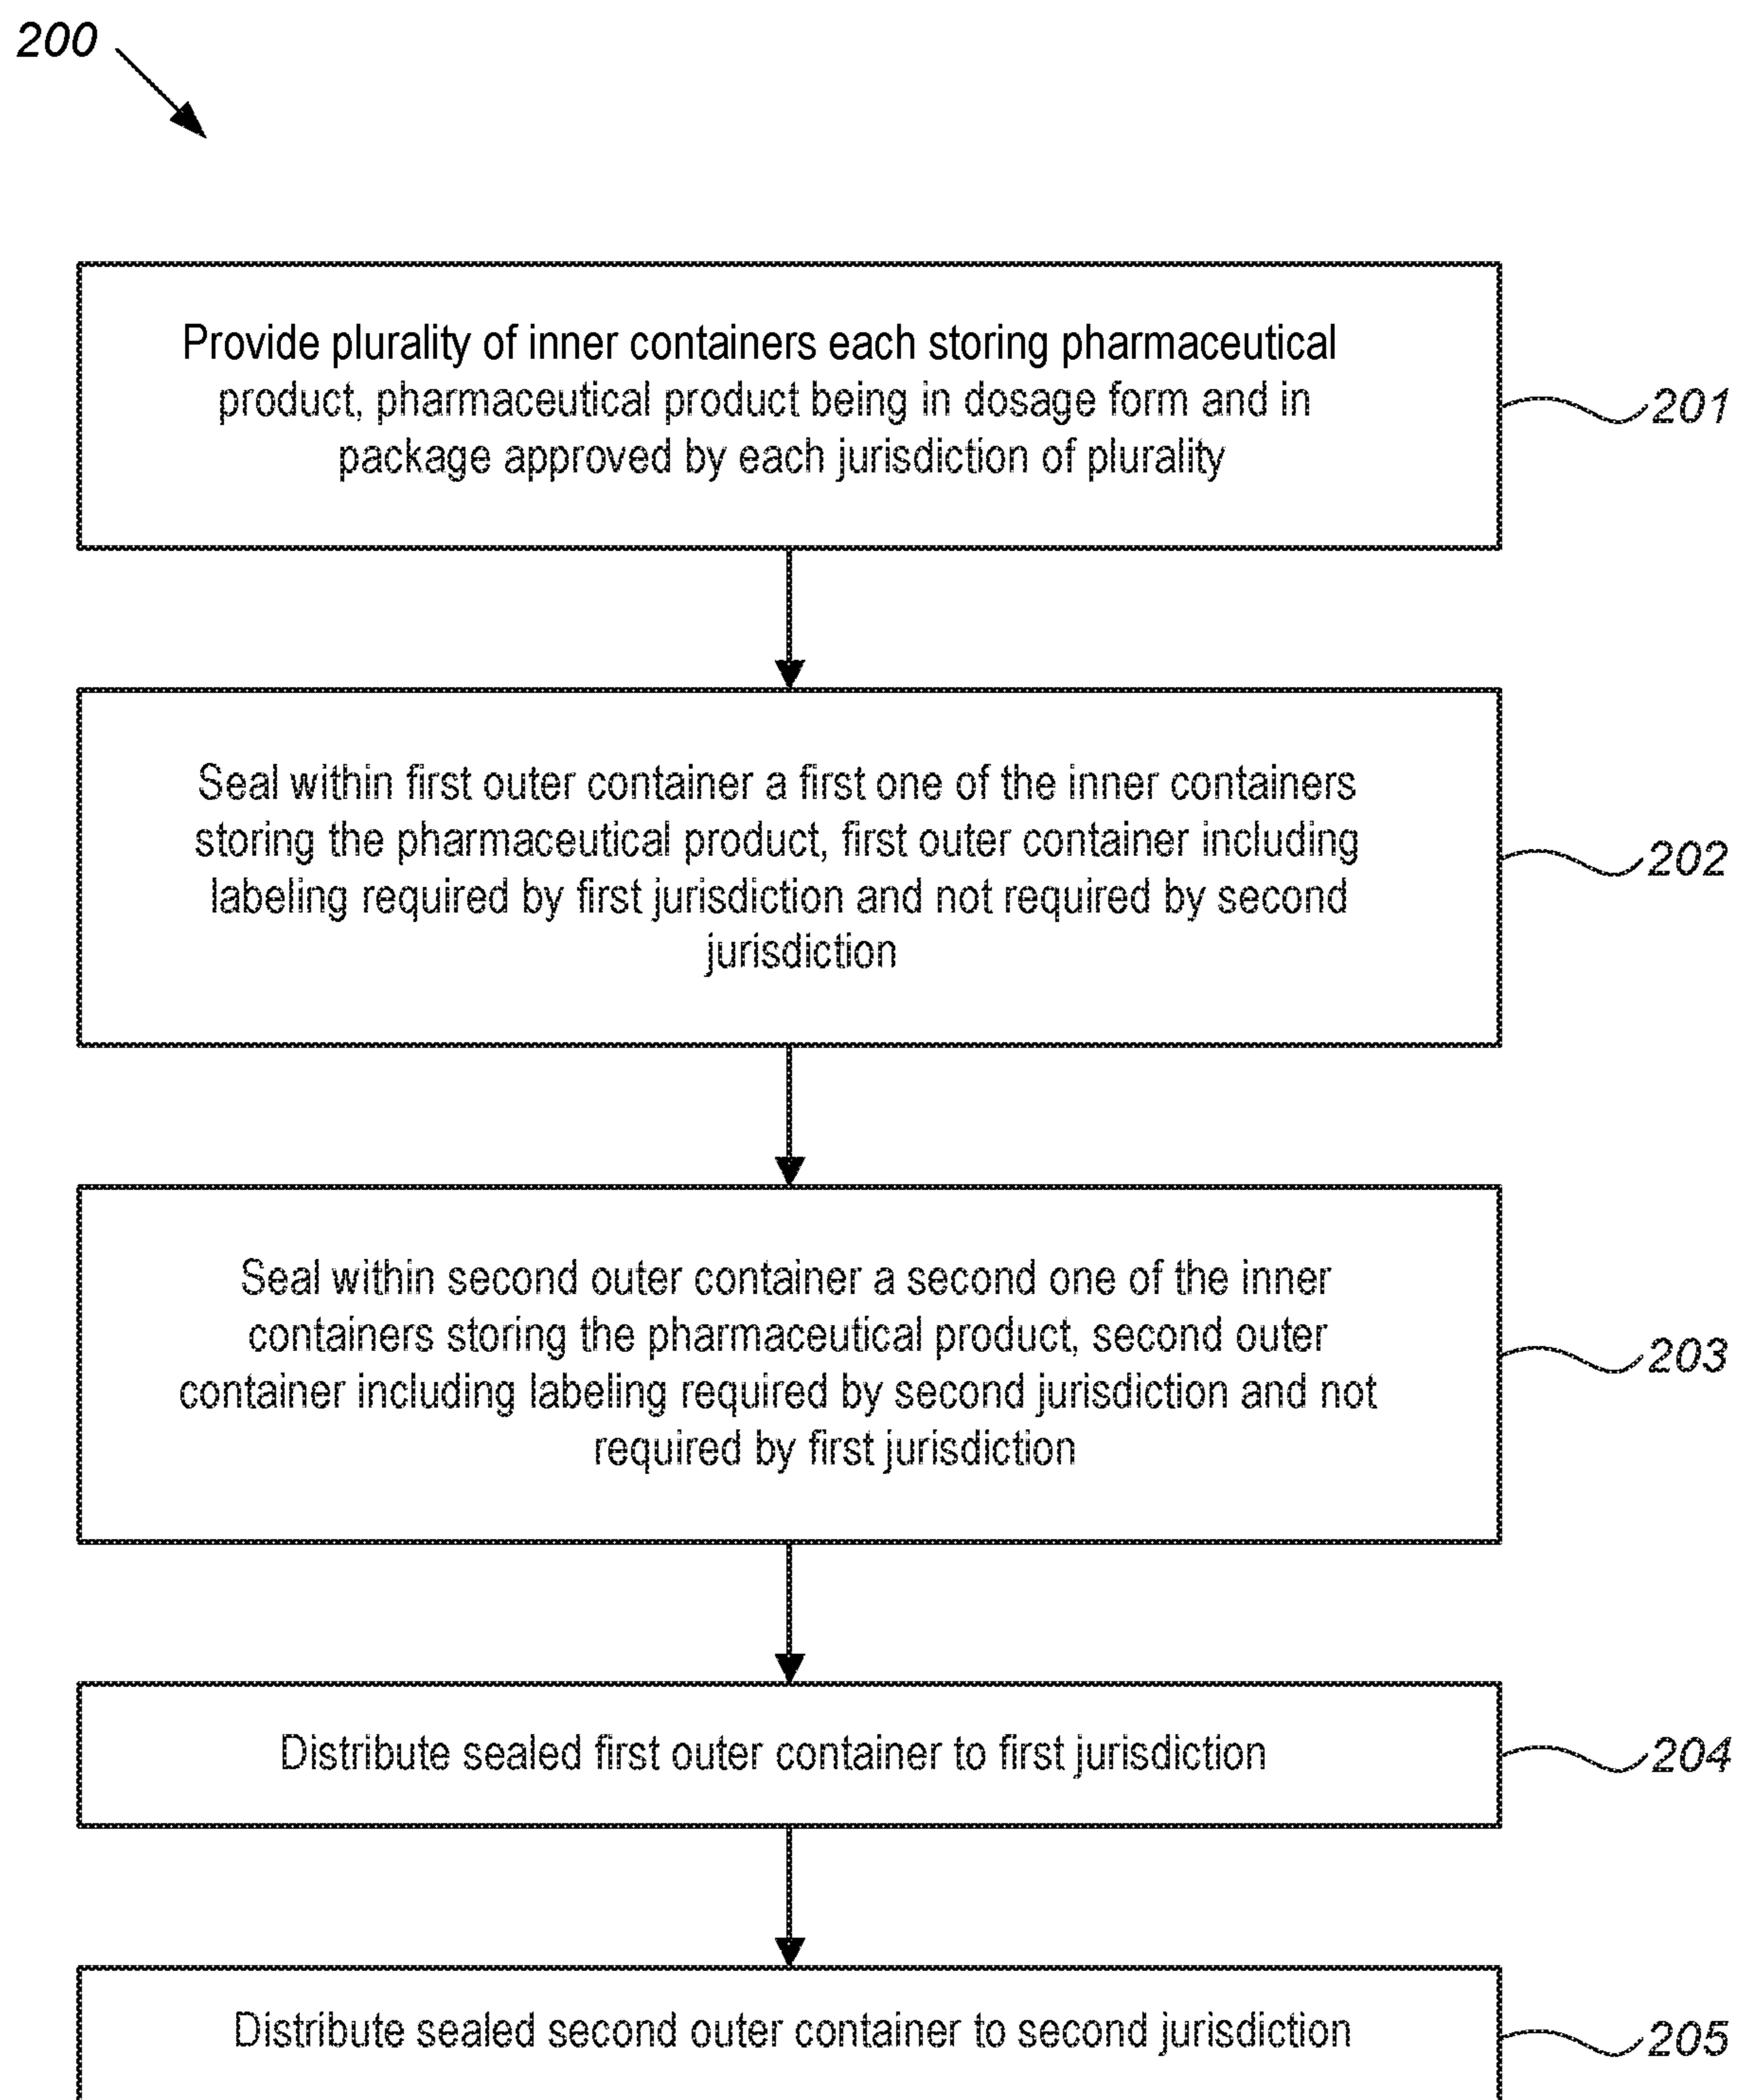 200
Provide plurality of inner containers each storing pharmaceutical
product, pharmaceutical product being in dosage form and in
package approved by each jurisdiction of plurality
201
Seal within first outer container a first one of the inner containers
storing the pharmaceutical product, first outer container including
labeling required by first jurisdiction and not required by second
jurisdiction
202
Seal within second outer container a second one of the inner
containers storing the pharmaceutical product, second outer
container including labeling required by second jurisdiction and not
required by first jurisdiction
203
Distribute sealed first outer container to first jurisdiction
204
Distribute sealed second outer container to second jurisdiction
205